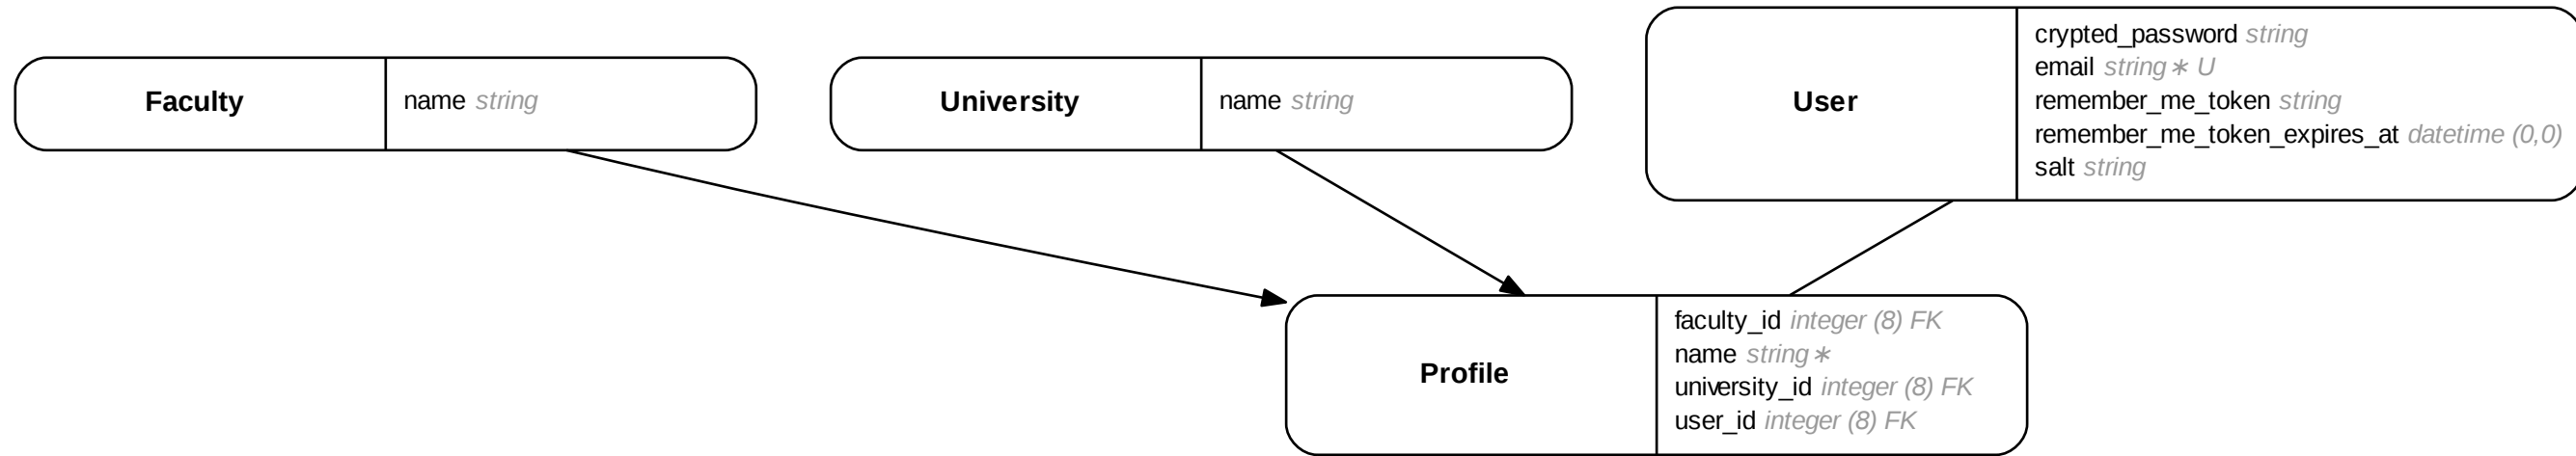 Faculty
name string
University
name string
User
crypted_password string
email string∗ U
remember_me_token string
remember_me_token_expires_at datetime (0,0)
salt string
Profile
faculty_id integer (8) FK
name string∗
university_id integer (8) FK
user_id integer (8) FK